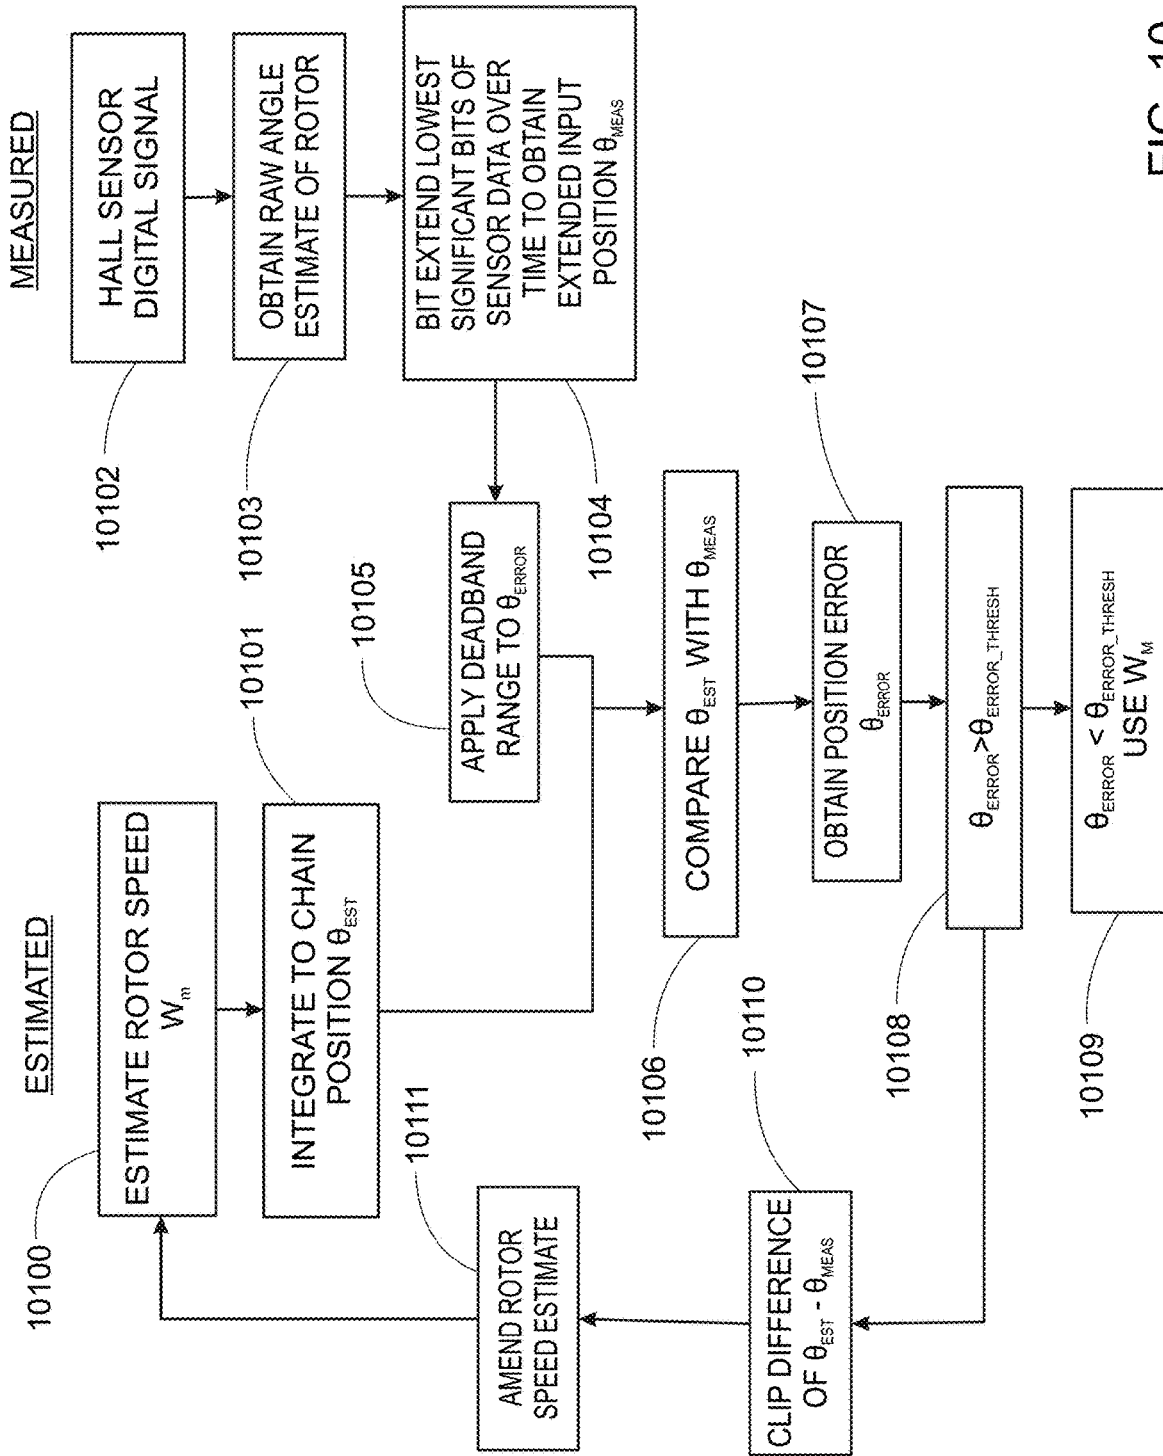 ESTIMATED
MEASURED
10100
ESTIMATE ROTOR SPEED
Wm
10101
INTEGRATE TO CHAIN
POSITION θEST
10102
HALL SENSOR
DIGITAL SIGNAL
10103
OBTAIN RAW ANGLE
ESTIMATE OF ROTOR
BIT EXTEND LOWEST
SIGNIFICANT BITS OF
SENSOR DATA OVER
TIME TO OBTAIN
EXTENDED INPUT
POSITION θMEAS
10104
10105
APPLY DEADBAND
RANGE TO θERROR
10111
AMEND ROTOR
SPEED ESTIMATE
10106
COMPARE θEST WITH θMEAS
10107
OBTAIN POSITION ERROR
θERROR
10110
CLIP DIFFERENCE
OF θEST - θMEAS
10108
θERROR>θERROR_THRESH
10109
θERROR < θERROR_THRESH
USE WM